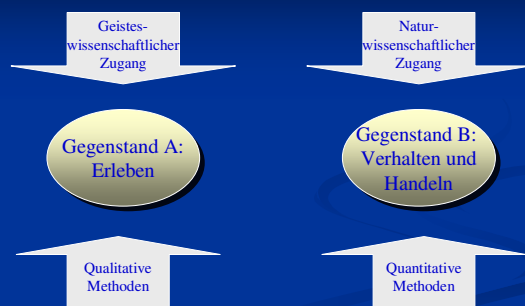 Geistes-
wissenschaftlicher
Zugang
Gegenstand A:
Erleben
Qualitative
Methoden
Natur-
wissenschaftlicher
Zugang
Gegenstand B:
Verhalten und
Handeln
Quantitative
Methoden